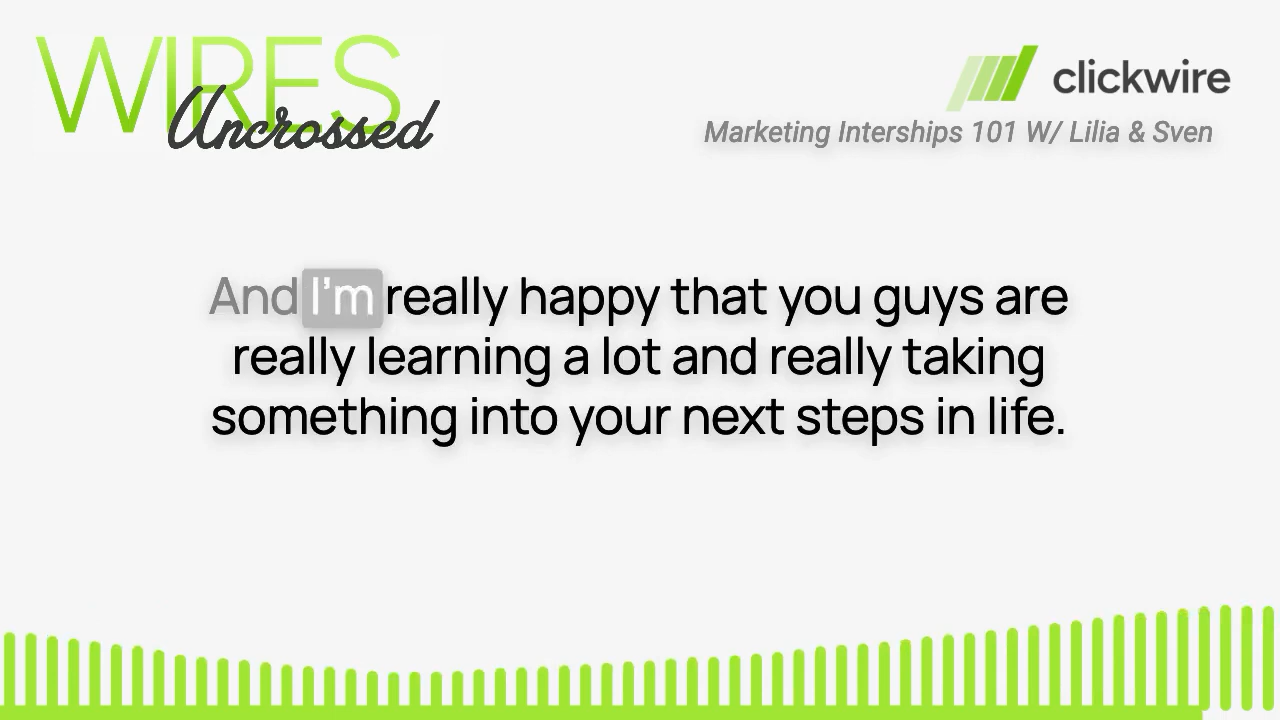 WIRES
Uncrossed
clickwire
Marketing Interships 101 W/ Lilia & Sven
And I'm really happy that you guys are
really learning a lot and really taking
something into your next steps in life.